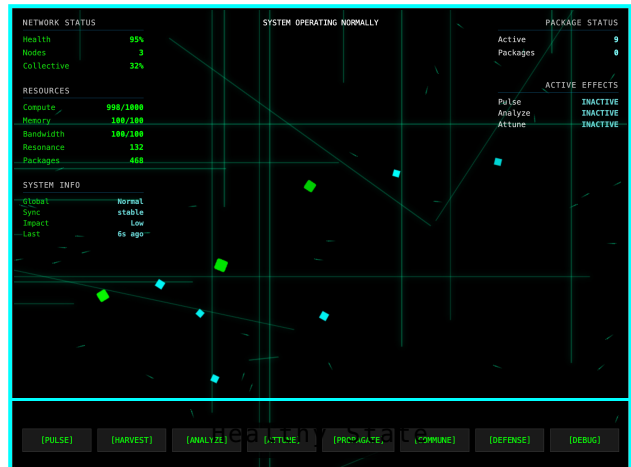 NETWORK STATUS
Health 95%
Nodes 3
Collective 32%
RESOURCES
Compute 998/1000
Memory 100/100
Bandwidth 100/100
Resonance 132
Packages 468
SYSTEM INFO
Global Normal
Sync stable
Impact Low
Last 6s ago
SYSTEM OPERATING NORMALLY
PACKAGE STATUS
Active 9
Packages 0
ACTIVE EFFECTS
Pulse INACTIVE
Analyze INACTIVE
Attune INACTIVE
Healthy State
[PULSE] [HARVEST] [ANALYZE] [ATTUNE] [PROPAGATE] [COMMUNE] [DEFENSE] [DEBUG]